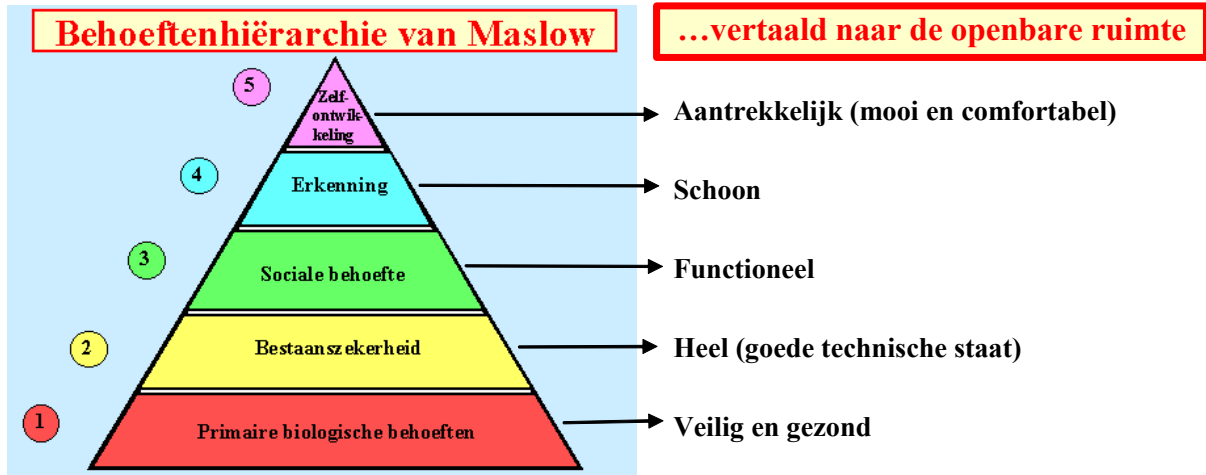 Behoeftenhiërarchie van Maslow
...vertaald naar de openbare ruimte
5
Zelf-
ontwik-
keling
Aantrekkelijk (mooi en comfortabel)
4
Erkenning
Schoon
3
Sociale behoefte
Functioneel
2
Bestaanszekerheid
Heel (goede technische staat)
1
Primaire biologische behoeften
Veilig en gezond